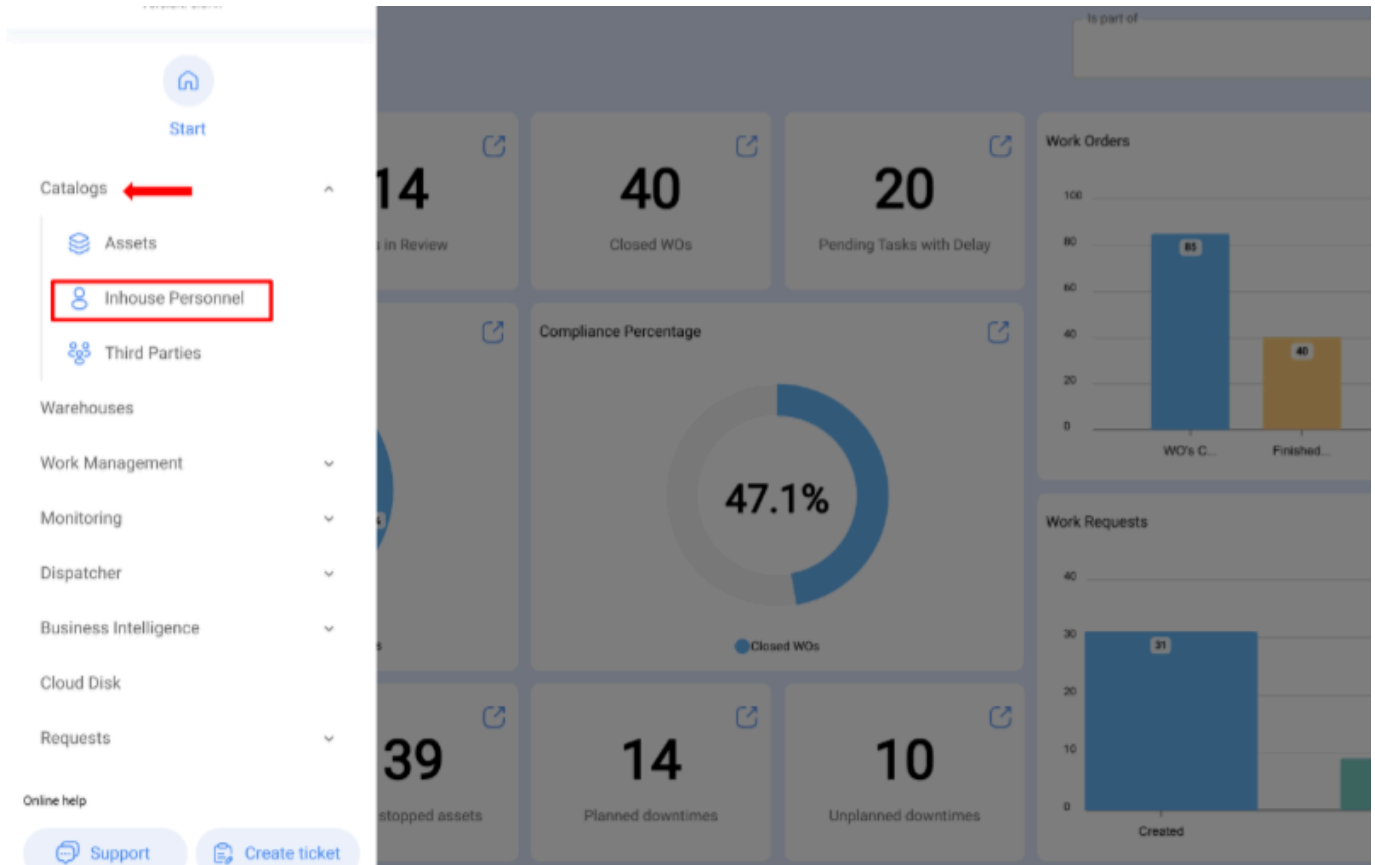 Start
Catalogs
Assets
Inhouse Personnel
Third Parties
Warehouses
Work Management
Monitoring
Dispatcher
Business Intelligence
Cloud Disk
Requests
Online help
Support
Create ticket
Is part of
14
in Review
40
Closed WOs
20
Pending Tasks with Delay
Compliance Percentage
47.1%
Closed WOs
39
stopped assets
14
Planned downtimes
10
Unplanned downtimes
Work Orders
100
80
60
40
20
0
85
40
WO's C...
Finished...
Work Requests
40
30
20
10
0
31
Created